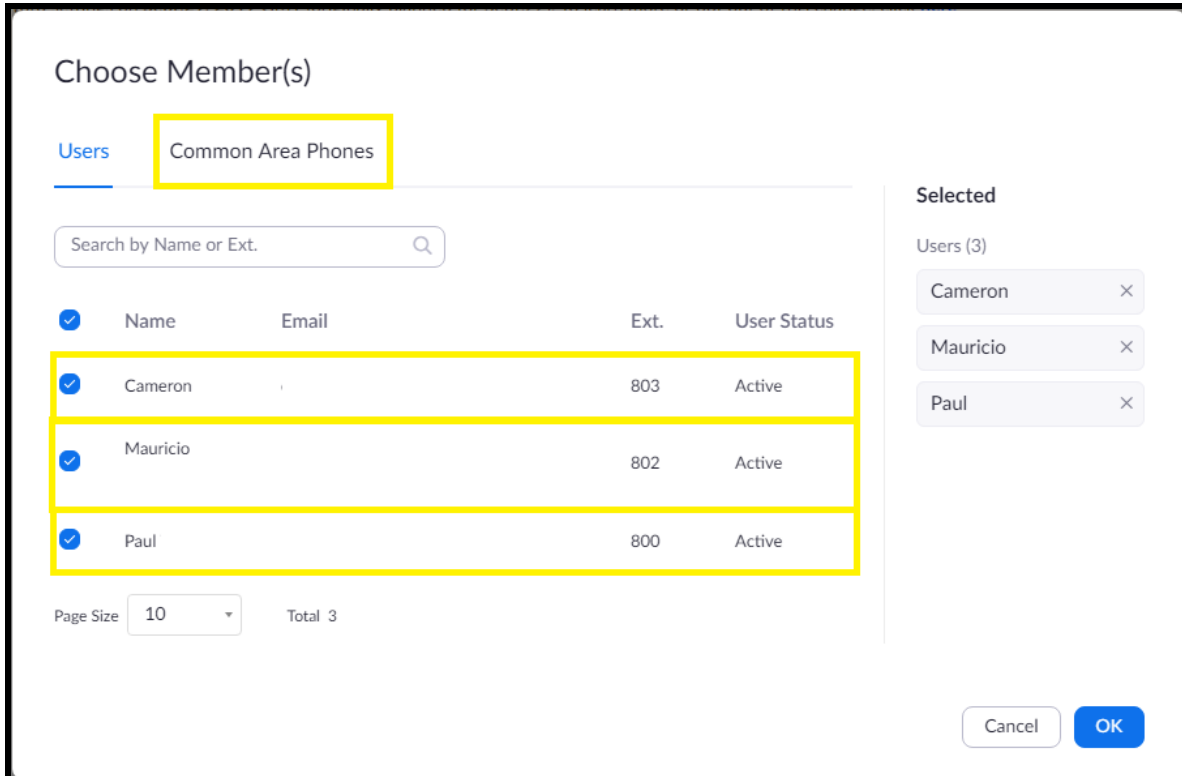 Choose Member(s)
Users Common Area Phones
Search by Name or Ext.
Name Email Ext. User Status
Cameron 803 Active
Mauricio 802 Active
Paul 800 Active
Page Size 10 Total 3
Selected
Users (3)
Cameron
Mauricio
Paul
Cancel OK